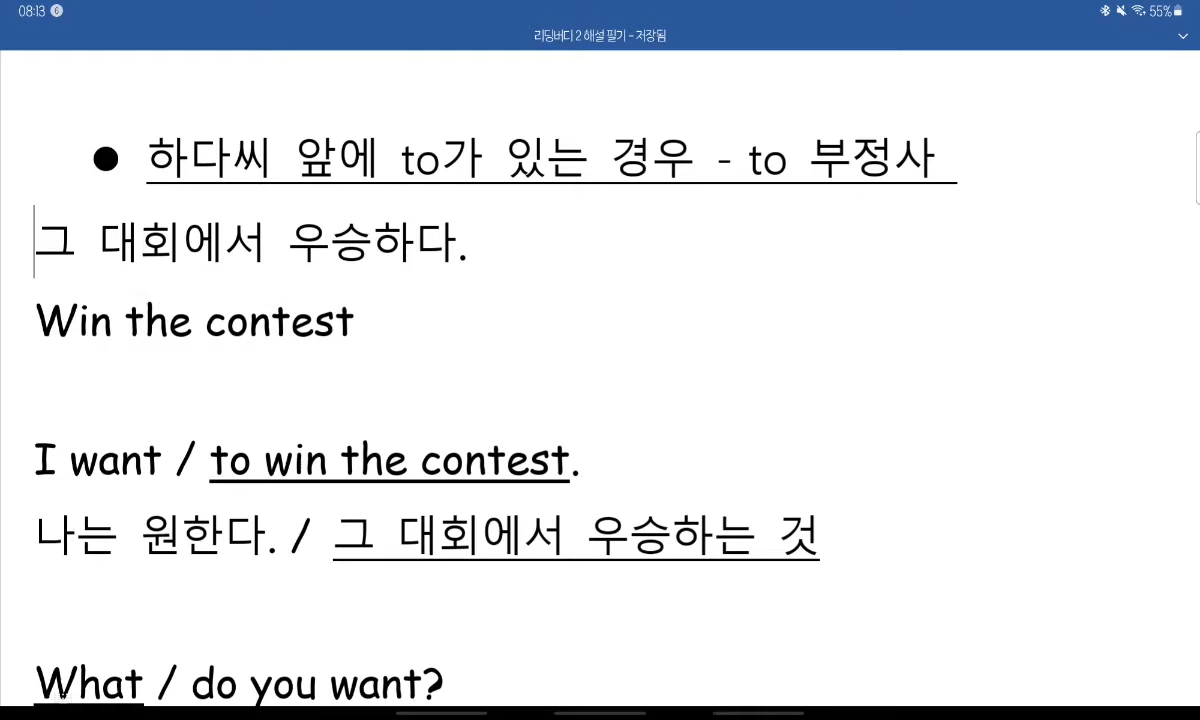 08:13 6 55%
리딩버디 2 해설 필기 - 저장됨
● 하다씨 앞에 to가 있는 경우 - to 부정사
그 대회에서 우승하다.
Win the contest
I want / to win the contest.
나는 원한다. / 그 대회에서 우승하는 것
What / do you want?